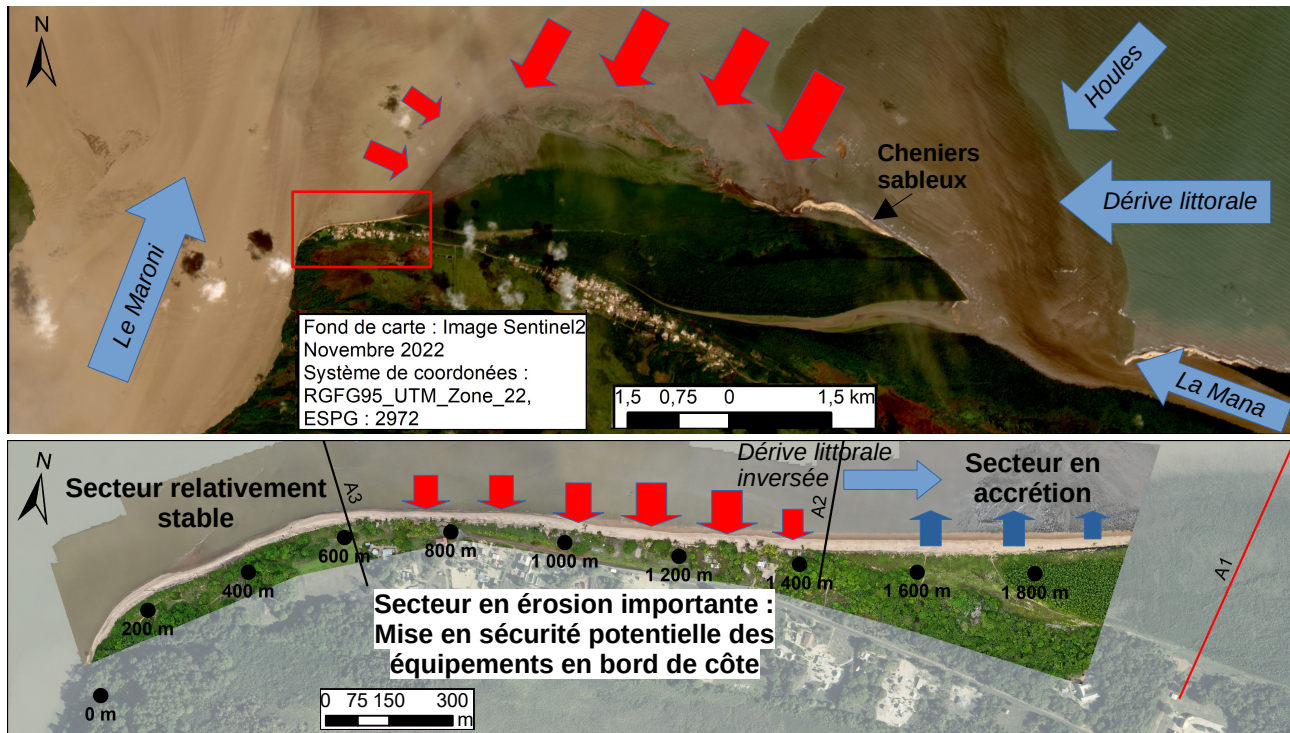 N
Houles
Cheniers
sableux
Dérive littorale
Le Maroni
Fond de carte : Image Sentinel2
Novembre 2022
Système de coordonées :
RGFG95_UTM_Zone_22,
ESPG : 2972
1,5 0,75 0 1,5 km
La Mana
N
Secteur relativement
stable
A3
Dérive littorale
inversée
A2
Secteur en
accrétion
A1
600 m
800 m
1 000 m
1 200 m
1 400 m
1 600 m
1 800 m
400 m
200 m
0 m
Secteur en érosion importante :
Mise en sécurité potentielle des
équipements en bord de côte
0 75 150 300
m